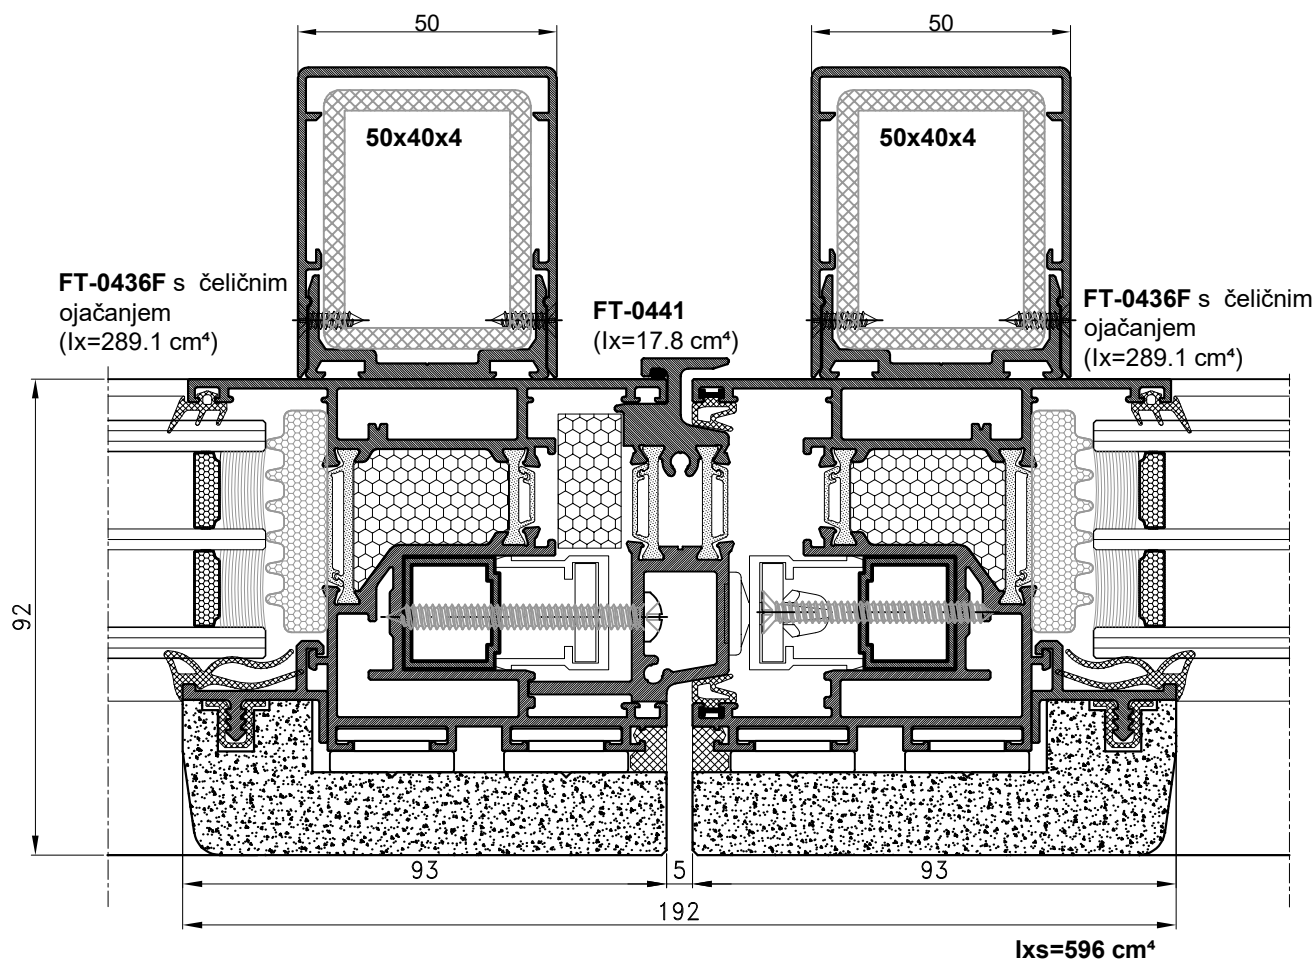 50
50
50x40x4
50x40x4
FT-0436F s čeličnim
ojačanjem
(Ix=289.1 cm⁴)
FT-0441
(Ix=17.8 cm⁴)
FT-0436F s čeličnim
ojačanjem
(Ix=289.1 cm⁴)
92
93
5
93
192
Ixs=596 cm⁴